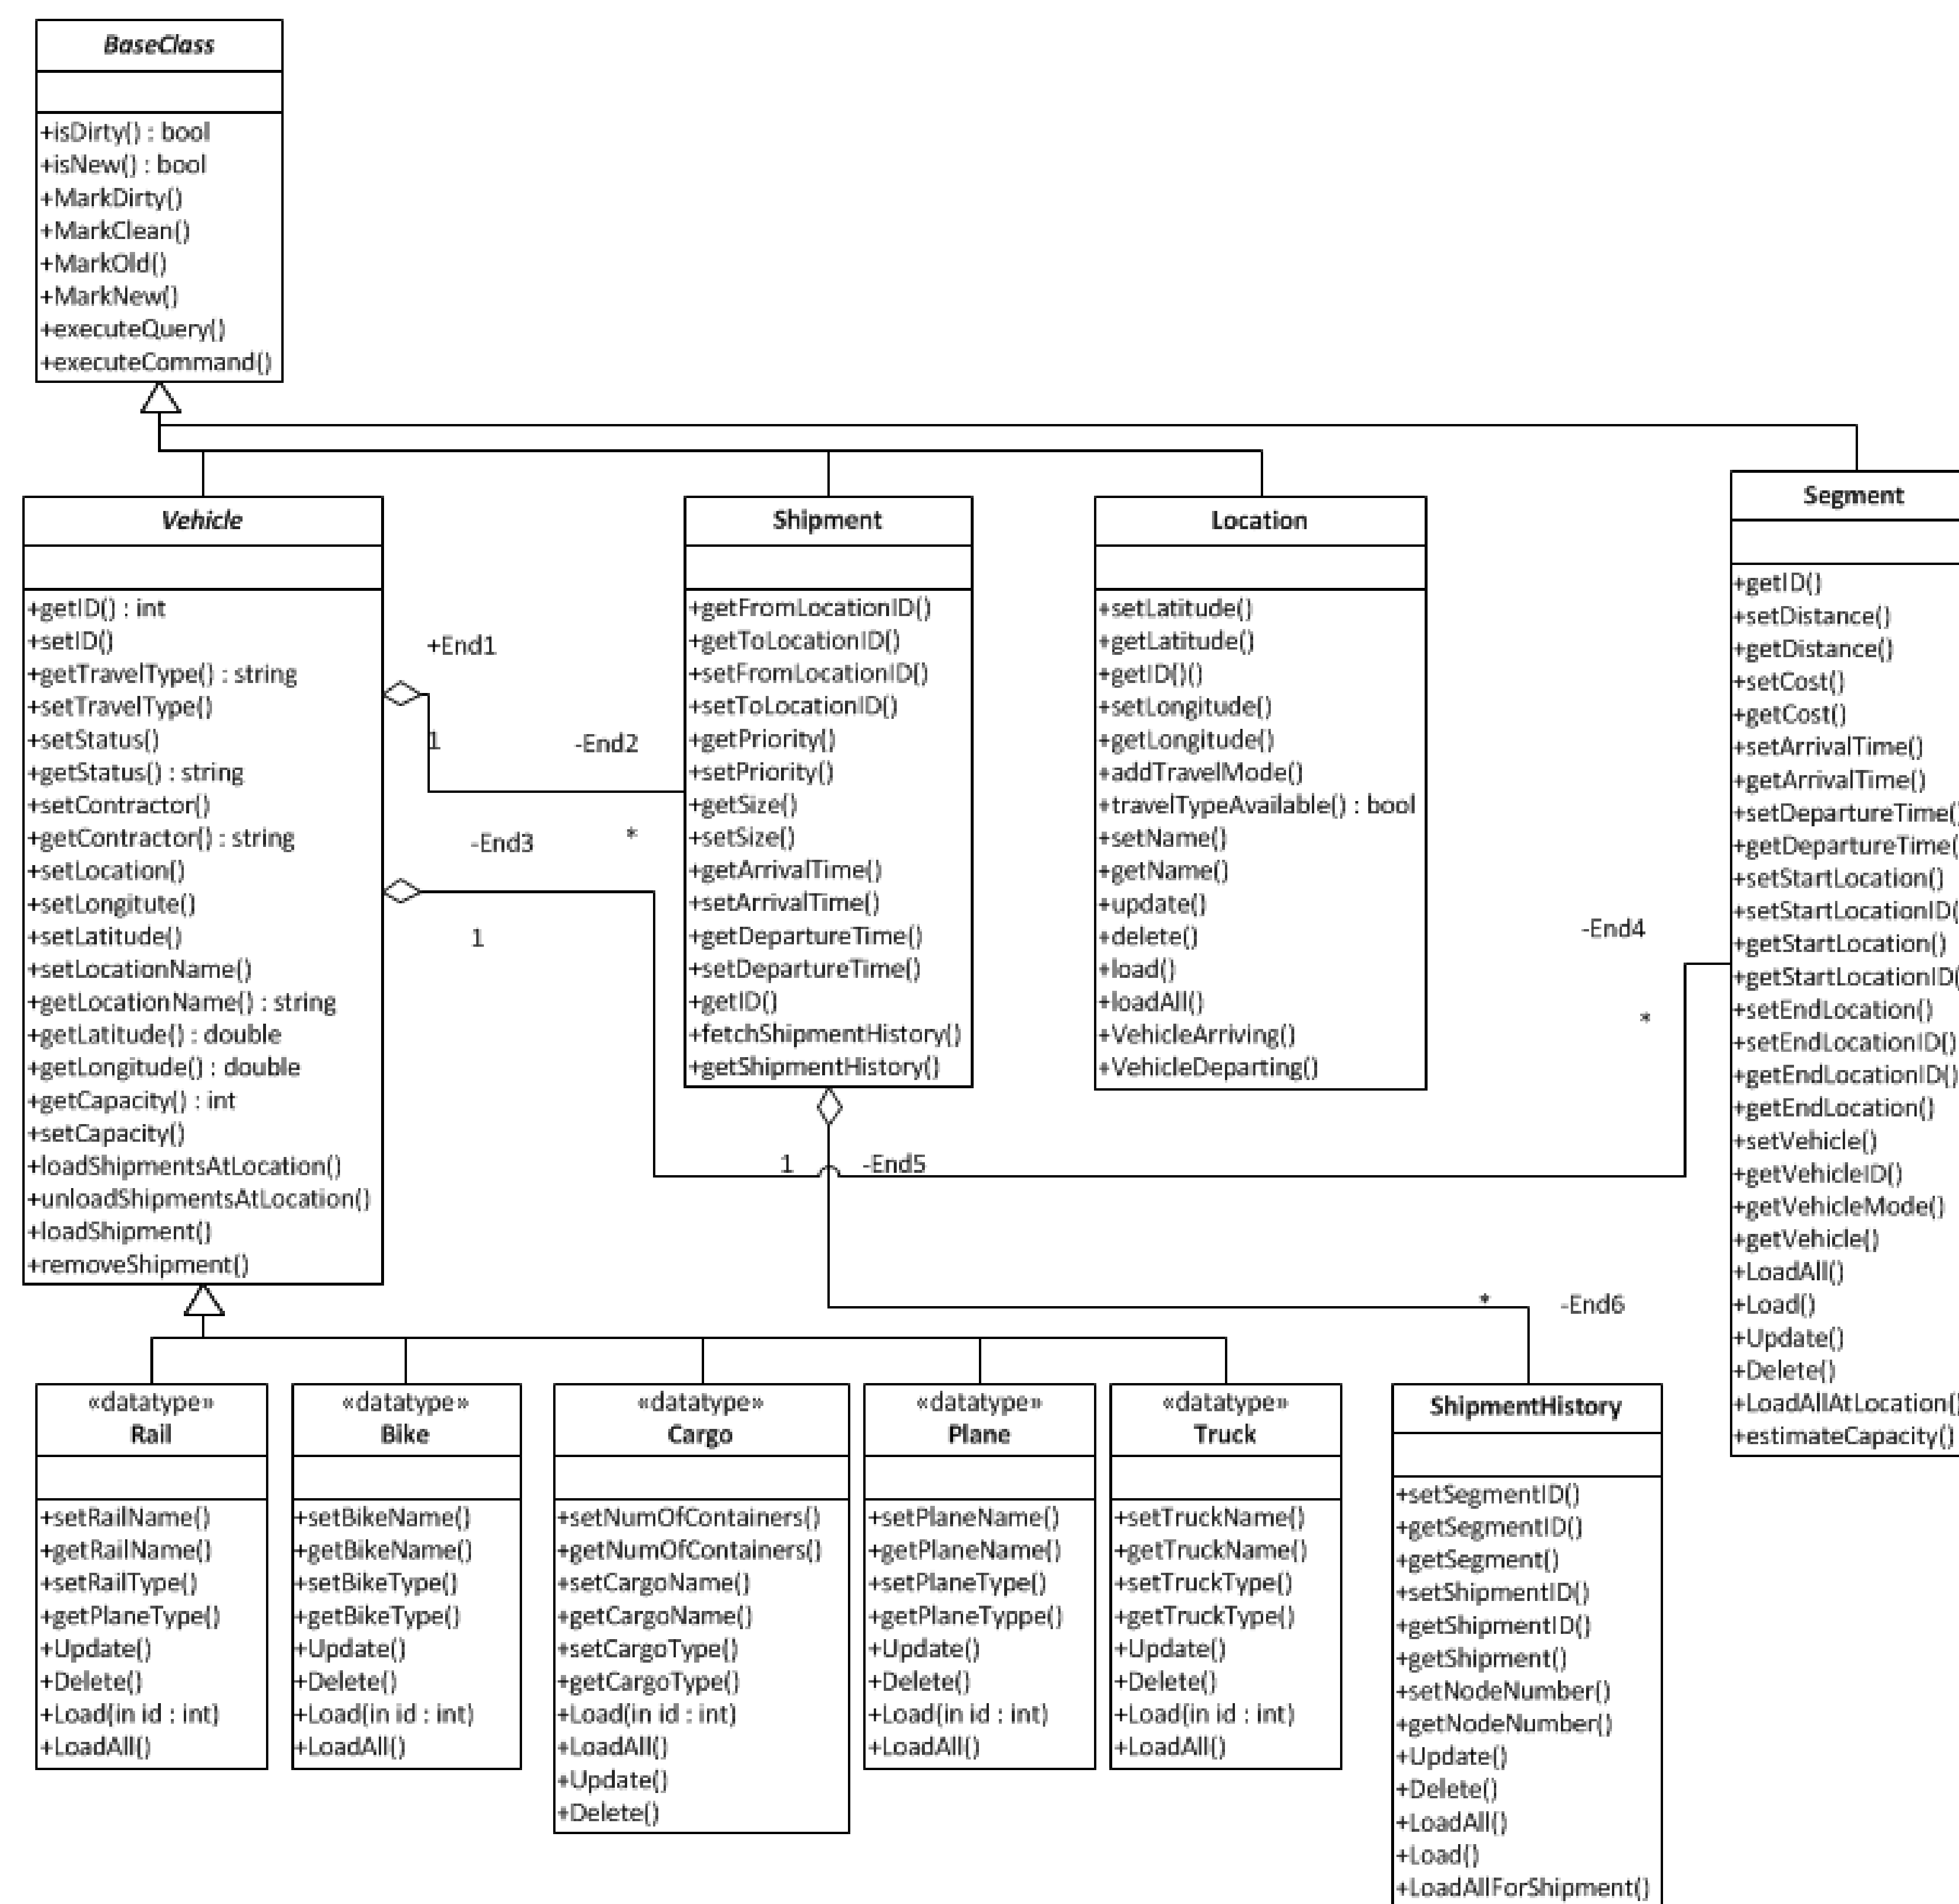 BaseClass
+isDirty() : bool
+isNew() : bool
+MarkDirty()
+MarkClean()
+MarkOld()
+MarkNew()
+executeQuery()
+executeCommand()
Vehicle
+getID() : int
+setID()
+getTravelType() : string
+setTravelType()
+setStatus()
+getStatus() : string
+setContractor()
+getContractor() : string
+setLocation()
+setLongitute()
+setLatitude()
+setLocationName()
+getLocationName() : string
+getLatitude() : double
+getLongitude() : double
+getCapacity() : int
+setCapacity()
+loadShipmentsAtLocation()
+unloadShipmentsAtLocation()
+loadShipment()
+removeShipment()
+End1
1
-End2
*
-End3
1
Shipment
+getFromLocationID()
+getToLocationID()
+setFromLocationID()
+setToLocationID()
+getPriority()
+setPriority()
+getSize()
+setSize()
+getArrivalTime()
+setArrivalTime()
+getDepartureTime()
+setDepartureTime()
+getID()
+fetchShipmentHistory()
+getShipmentHistory()
1
-End5
Location
+setLatitude()
+getLatitude()
+getID()()
+setLongitude()
+getLongitude()
+addTravelMode()
+travelTypeAvailable() : bool
+setName()
+getName()
+update()
+delete()
+load()
+loadAll()
+VehicleArriving()
+VehicleDeparting()
-End4
*
Segment
+getID()
+setDistance()
+getDistance()
+setCost()
+getCost()
+setArrivalTime()
+getArrivalTime()
+setDepartureTime()
+getDepartureTime(
+setStartLocation()
+setStartLocationID(
+getStartLocation()
+getStartLocationID(
+setEndLocation()
+setEndLocationID()
+getEndLocationID()
+getEndLocation()
+setVehicle()
+getVehicleID()
+getVehicleMode()
+getVehicle()
+LoadAll()
+Load()
+Update()
+Delete()
+LoadAllAtLocation()
+estimateCapacity()
*
-End6
«datatype»
Rail
+setRailName()
+getRailName()
+setRailType()
+getPlaneType()
+Update()
+Delete()
+Load(in id : int)
+LoadAll()
«datatype»
Bike
+setBikeName()
+getBikeName()
+setBikeType()
+getBikeType()
+Update()
+Delete()
+Load(in id : int)
+LoadAll()
«datatype»
Cargo
+setNumOfContainers()
+getNumOfContainers()
+setCargoName()
+getCargoName()
+setCargoType()
+getCargoType()
+Load(in id : int)
+LoadAll()
+Update()
+Delete()
«datatype»
Plane
+setPlaneName()
+getPlaneName()
+setPlaneType()
+getPlaneTyppe()
+Update()
+Delete()
+Load(in id : int)
+LoadAll()
«datatype»
Truck
+setTruckName()
+getTruckName()
+setTruckType()
+getTruckType()
+Update()
+Delete()
+Load(in id : int)
+LoadAll()
ShipmentHistory
+setSegmentID()
+getSegmentID()
+getSegment()
+setShipmentID()
+getShipmentID()
+getShipment()
+setNodeNumber()
+getNodeNumber()
+Update()
+Delete()
+LoadAll()
+Load()
+LoadAllForShipment()